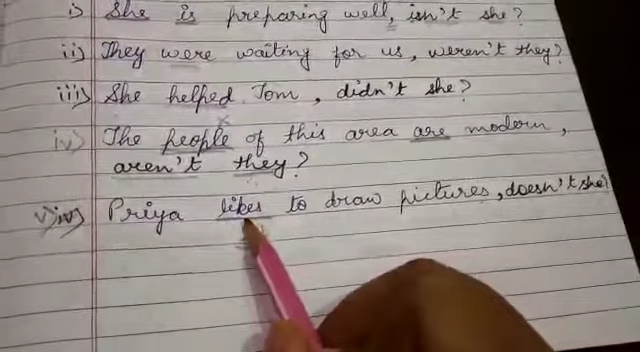 i) She is preparing well, isn't she?
ii) They were waiting for us, weren't they?
iii) She helped Tom, didn't she?
iv) The people of this area are modern,
aren't they?
v) Priya likes to draw pictures, doesn't she?